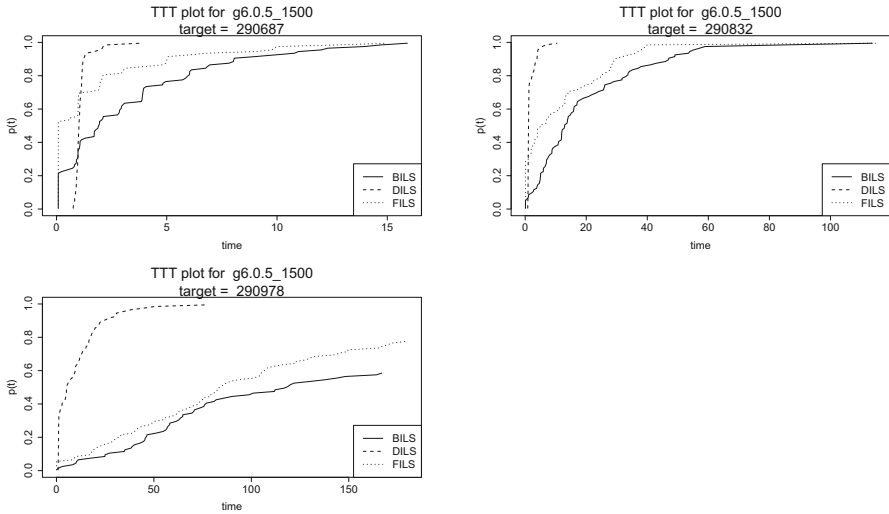 TTT plot for g6.0.5_1500
target = 290687
p(t)
0.0 0.2 0.4 0.6 0.8 1.0
BILS
DILS
FILS
0 5 10 15
time
TTT plot for g6.0.5_1500
target = 290832
p(t)
0.0 0.2 0.4 0.6 0.8 1.0
BILS
DILS
FILS
0 20 40 60 80 100
time
TTT plot for g6.0.5_1500
target = 290978
p(t)
0.0 0.2 0.4 0.6 0.8 1.0
BILS
DILS
FILS
0 50 100 150
time